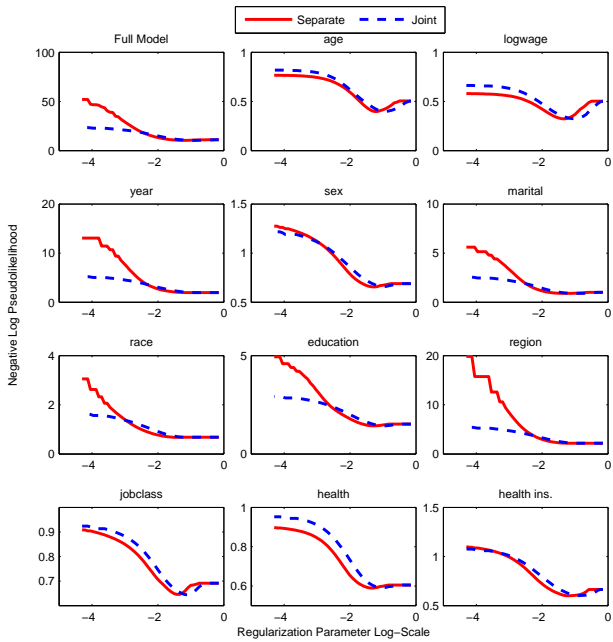 Separate Joint
Full Model age logwage
100 1 1
50 0.5 0.5
0 0 0
−4 −2 0 −4 −2 0 −4 −2 0
year sex marital
20 1.5 10
10 1 5
0 0.5 0
−4 −2 0 −4 −2 0 −4 −2 0
Negative Log Pseudolikelihood
race education region
4 5 20
2 10
0 0 0
−4 −2 0 −4 −2 0 −4 −2 0
jobclass health health ins.
1 1.5
0.9
0.8 0.8 1
0.7 0.6
0.5
−4 −2 0 −4 −2 0 −4 −2 0
Regularization Parameter Log−Scale